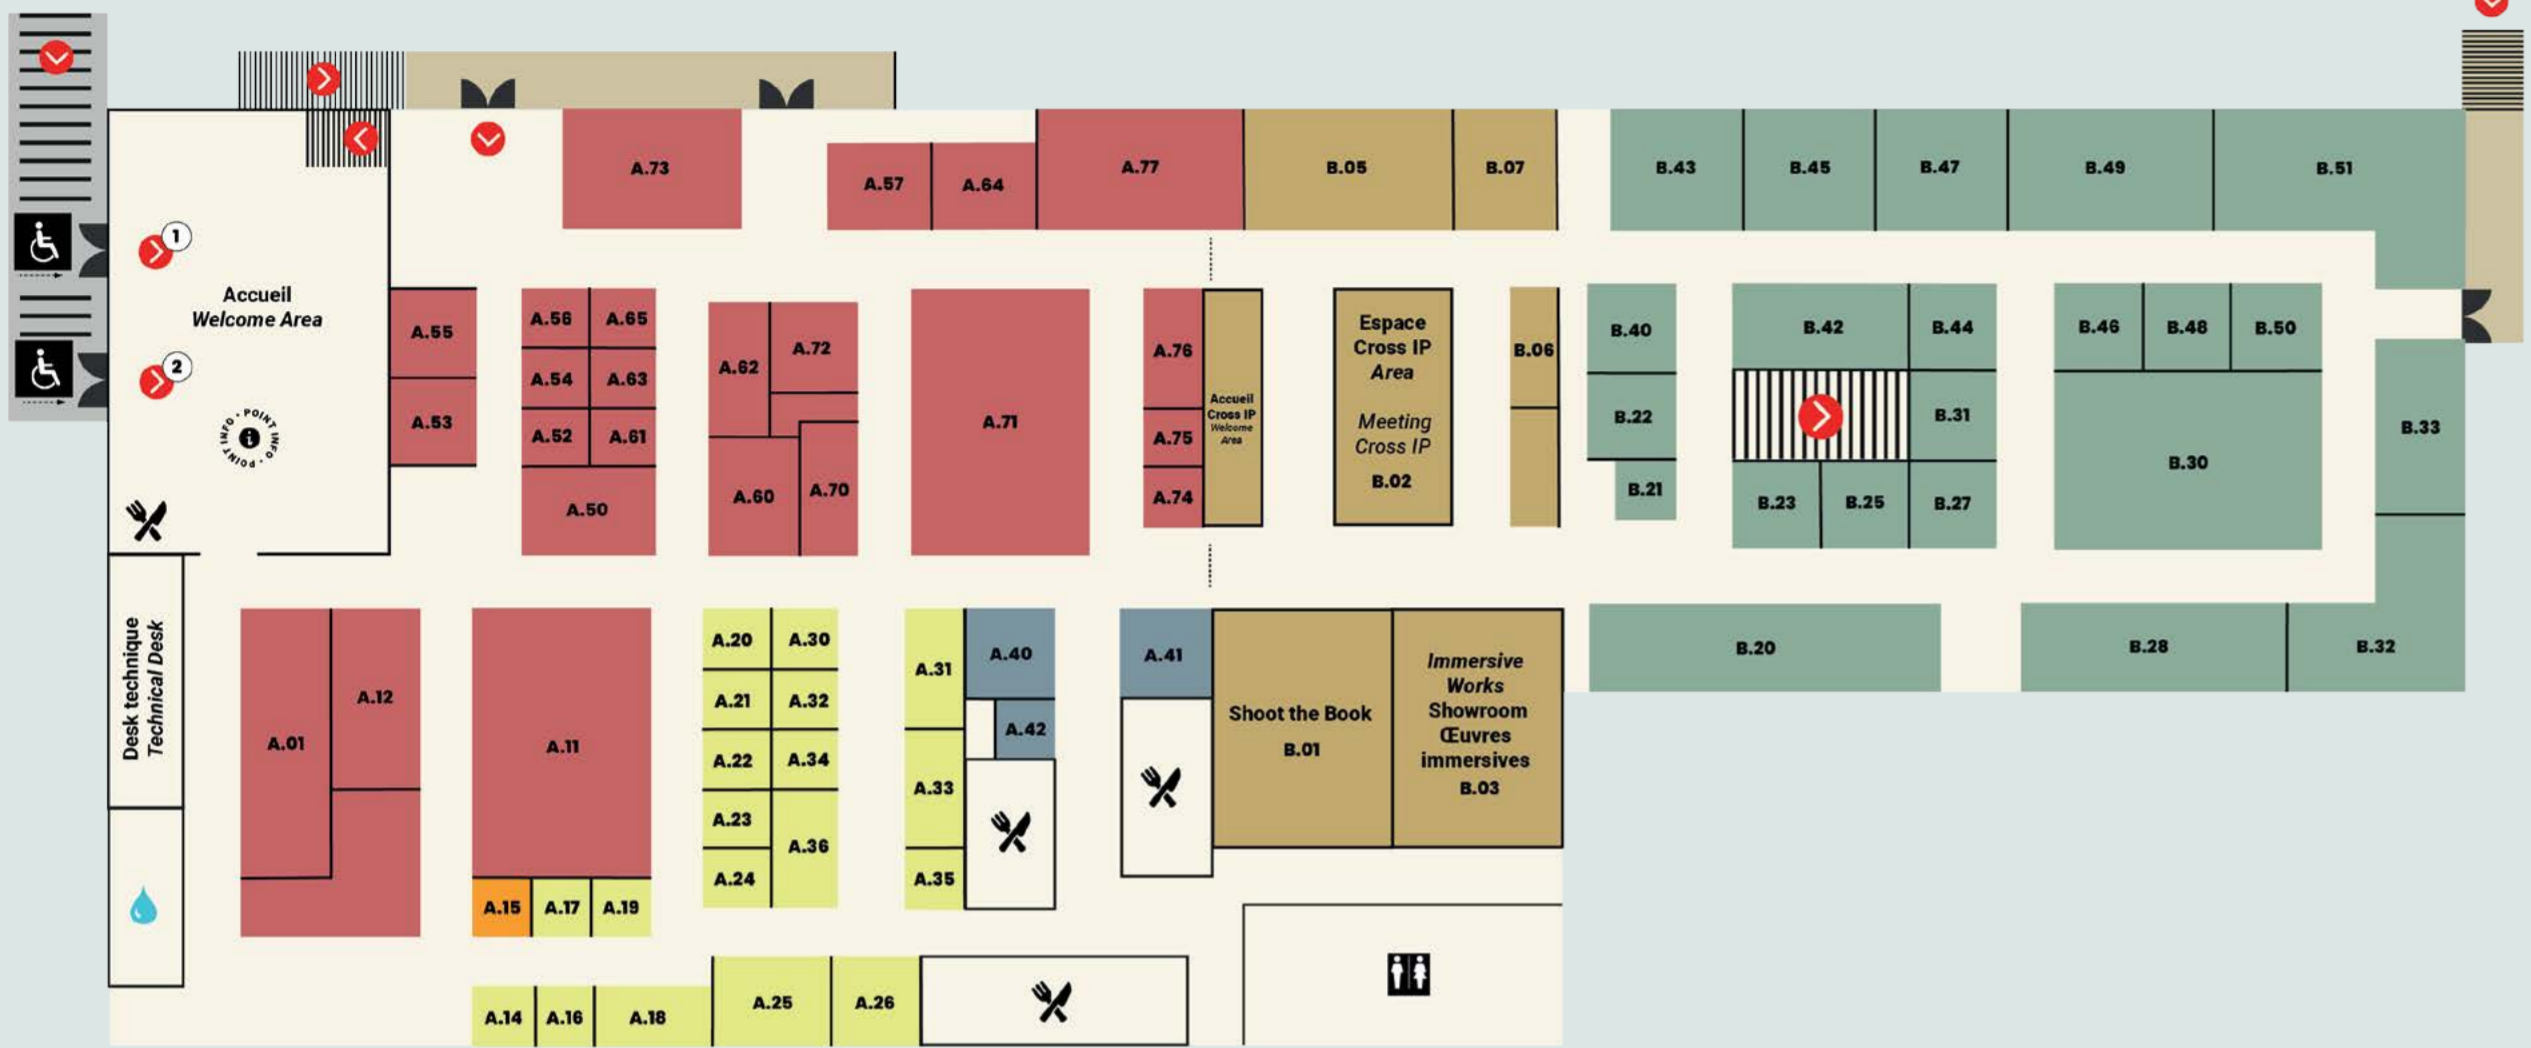 A.73
A.57
A.64
A.77
B.05
B.07
B.43
B.45
B.47
B.49
B.51
1
Accueil
Welcome Area
2
POINT INFO • POINT INFO •
A.55
A.53
A.56
A.65
A.54
A.63
A.52
A.61
A.50
A.62
A.72
A.60
A.70
A.71
A.76
A.75
A.74
Accueil
Cross IP
Welcome
Area
Espace
Cross IP
Area
Meeting
Cross IP
B.02
B.06
B.40
B.22
B.21
B.42
B.44
B.31
B.23
B.25
B.27
B.46
B.48
B.50
B.30
B.33
Desk technique
Technical Desk
A.01
A.12
A.11
A.15
A.17
A.19
A.20
A.30
A.21
A.32
A.22
A.34
A.23
A.24
A.36
A.31
A.33
A.35
A.40
A.42
A.41
Shoot the Book
B.01
Immersive
Works
Showroom
Œuvres
immersives
B.03
B.20
B.28
B.32
A.14
A.16
A.18
A.25
A.26